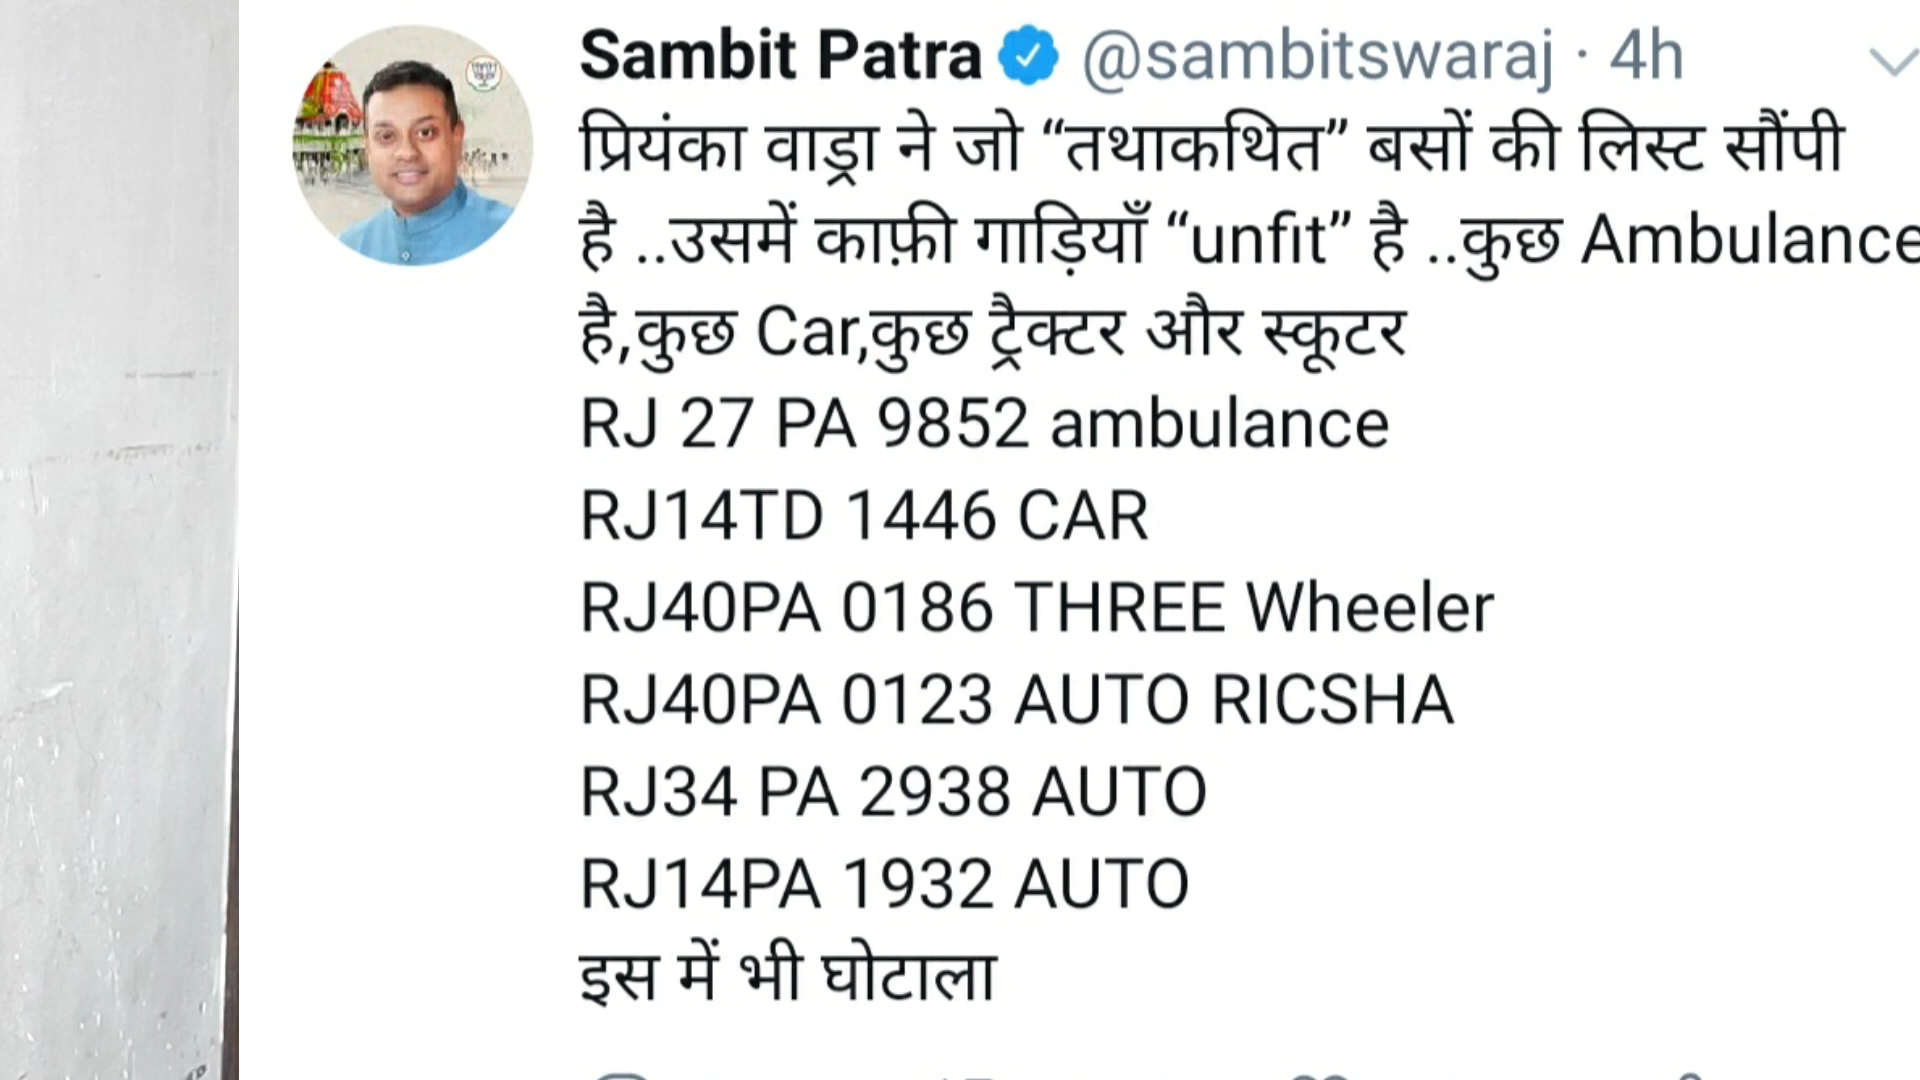 Sambit Patra @sambitswaraj · 4h
प्रियंका वाड्रा ने जो “तथाकथित” बसों की लिस्ट सौंपी
है ..उसमें काफ़ी गाड़ियाँ “unfit” है ..कुछ Ambulance
है,कुछ Car,कुछ ट्रैक्टर और स्कूटर
RJ 27 PA 9852 ambulance
RJ14TD 1446 CAR
RJ40PA 0186 THREE Wheeler
RJ40PA 0123 AUTO RICSHA
RJ34 PA 2938 AUTO
RJ14PA 1932 AUTO
इस में भी घोटाला